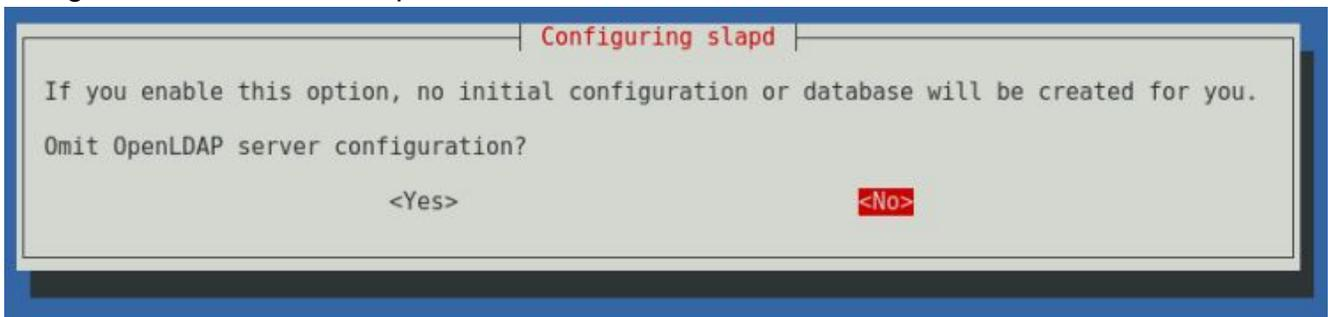 Configuring slapd
If you enable this option, no initial configuration or database will be created for you.
Omit OpenLDAP server configuration?
<Yes> <No>